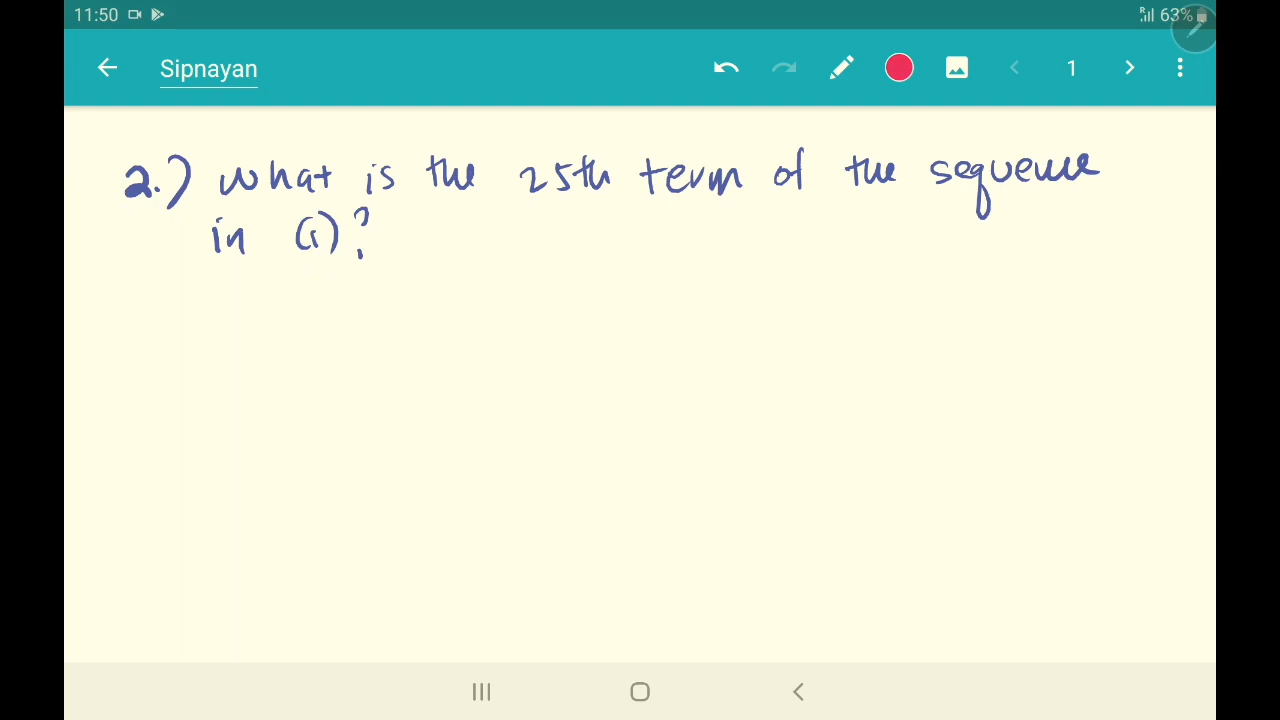 11:50 63%
Sipnayan 1
2.) What is the 25th term of the sequence
in (1)?